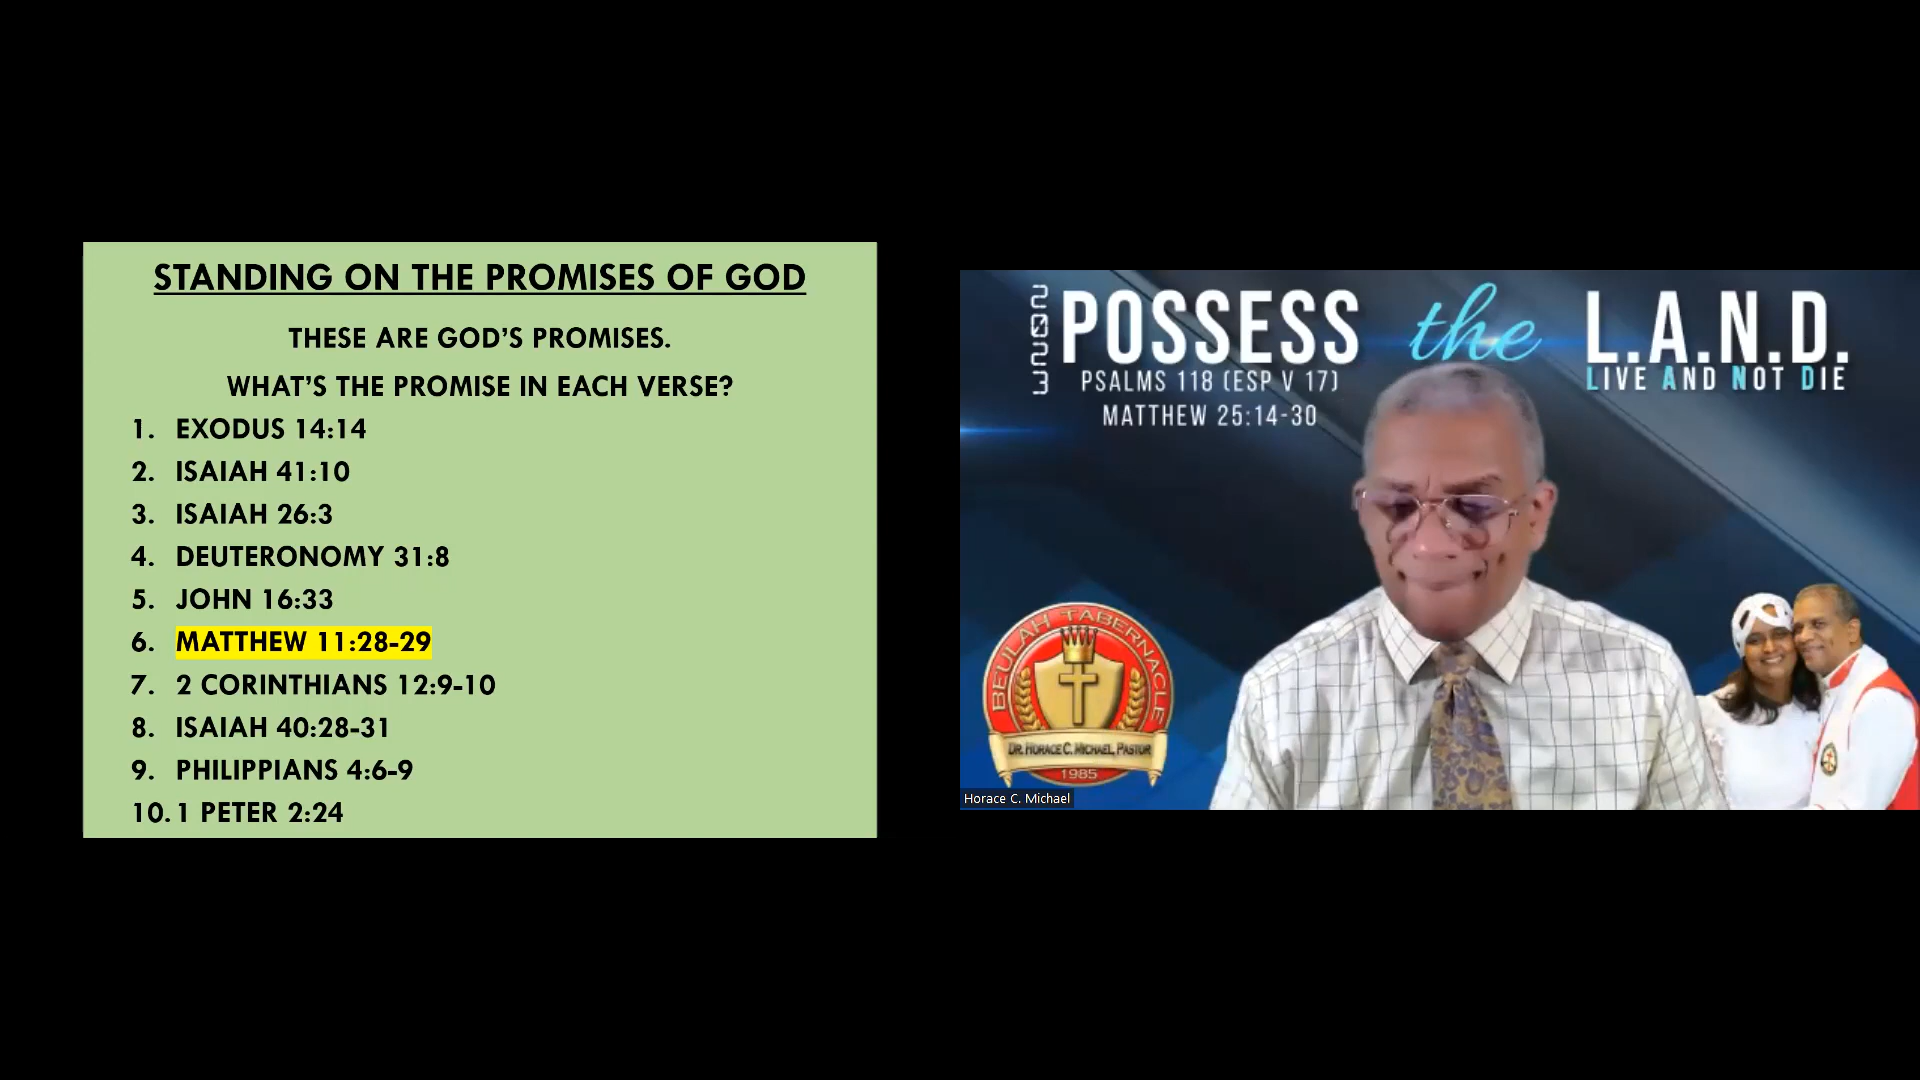 STANDING ON THE PROMISES OF GOD
THESE ARE GOD'S PROMISES.
WHAT'S THE PROMISE IN EACH VERSE?
1. EXODUS 14:14
2. ISAIAH 41:10
3. ISAIAH 26:3
4. DEUTERONOMY 31:8
5. JOHN 16:33
6. MATTHEW 11:28-29
7. 2 CORINTHIANS 12:9-10
8. ISAIAH 40:28-31
9. PHILIPPIANS 4:6-9
10. 1 PETER 2:24
2023
POSSESS the L.A.N.D.
LIVE AND NOT DIE
PSALMS 118 (ESP V 17)
MATTHEW 25:14-30
BEULAH TABERNACLE
DR. HORACE C. MICHAEL, PASTOR
1985
Horace C. Michael